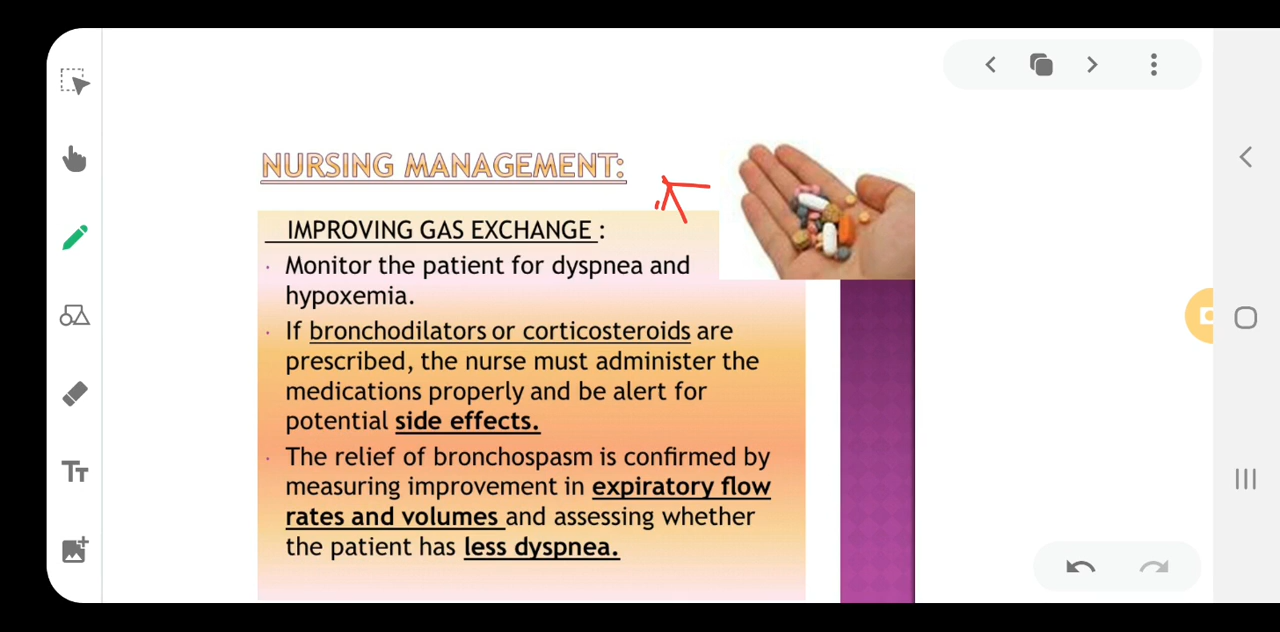 NURSING MANAGEMENT:
IMPROVING GAS EXCHANGE :
· Monitor the patient for dyspnea and
hypoxemia.
· If bronchodilators or corticosteroids are
prescribed, the nurse must administer the
medications properly and be alert for
potential side effects.
· The relief of bronchospasm is confirmed by
measuring improvement in expiratory flow
rates and volumes and assessing whether
the patient has less dyspnea.
TT